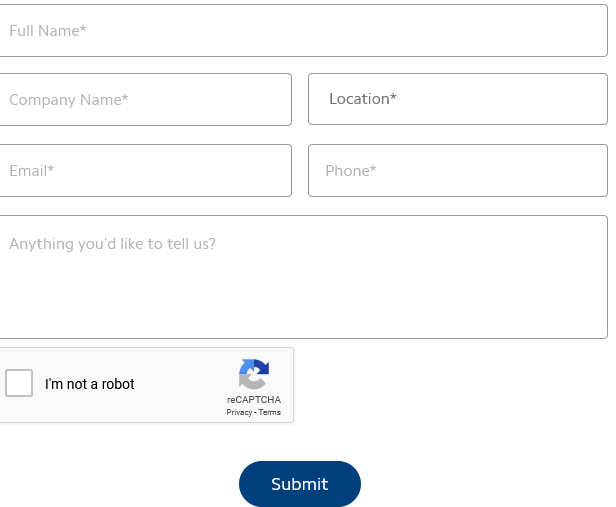 Full Name*
Company Name*
Location*
Email*
Phone*
Anything you'd like to tell us?
I'm not a robot
reCAPTCHA
Privacy - Terms
Submit